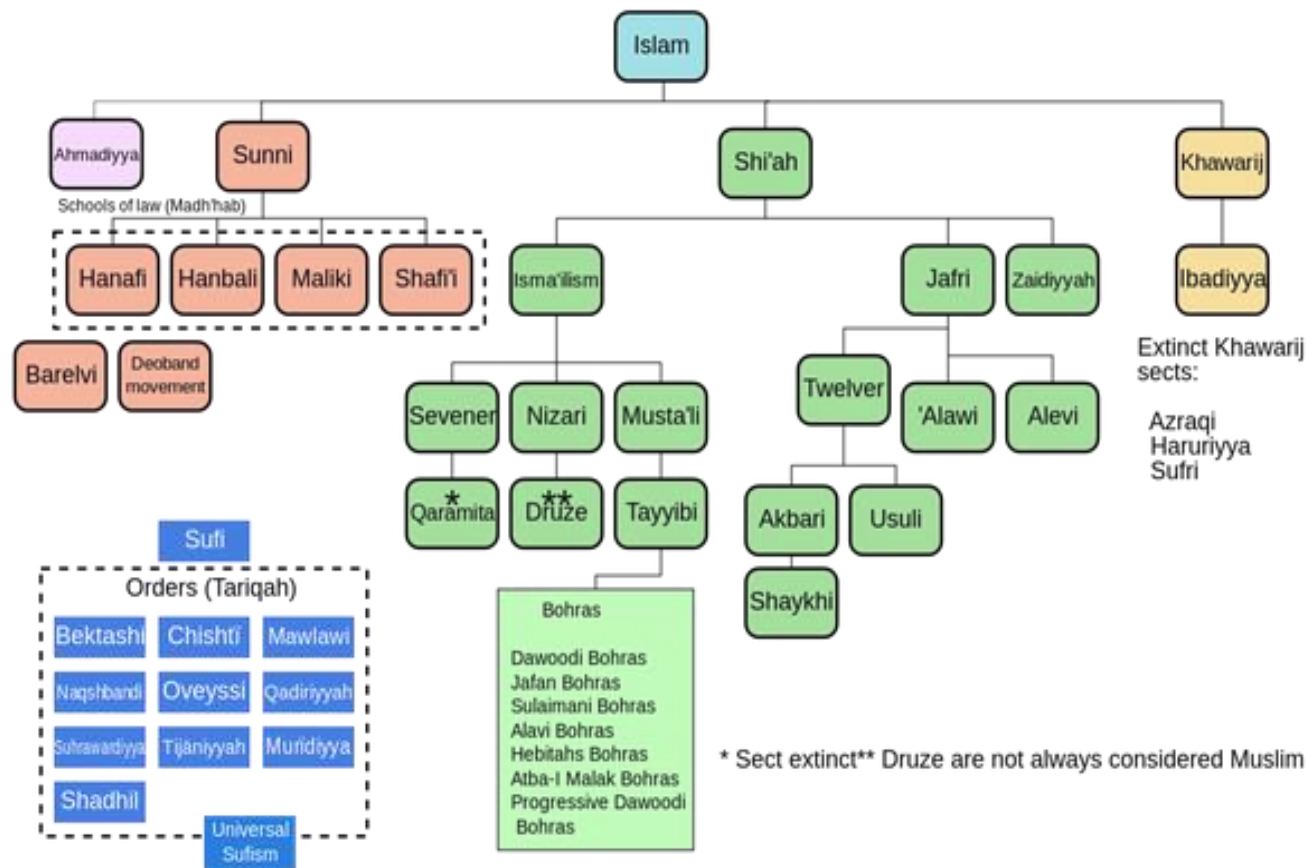 Islam
Ahmadiyya
Sunni
Shi'ah
Khawarij
Schools of law (Madh'hab)
Hanafi
Hanbali
Maliki
Shafi'i
Isma'ilism
Jafri
Zaidiyyah
Ibadiyya
Barelvi
Deoband
movement
Extinct Khawarij
sects:
Azraqi
Haruriyya
Sufri
Sevener
Nizari
Musta'li
Twelver
'Alawi
Alevi
*
Qaramita
**
Druze
Tayyibi
Akbari
Usuli
Shaykhi
Sufi
Orders (Tariqah)
Bektashi
Chishtï
Mawlawi
Naqshbandi
Oveyssi
Qadiriyyah
Suhrawardiyya
Tijāniyyah
Murīdiyya
Shadhil
Universal
Sufism
Bohras
Dawoodi Bohras
Jafan Bohras
Sulaimani Bohras
Alavi Bohras
Hebitahs Bohras
Atba-I Malak Bohras
Progressive Dawoodi
Bohras
* Sect extinct** Druze are not always considered Muslim